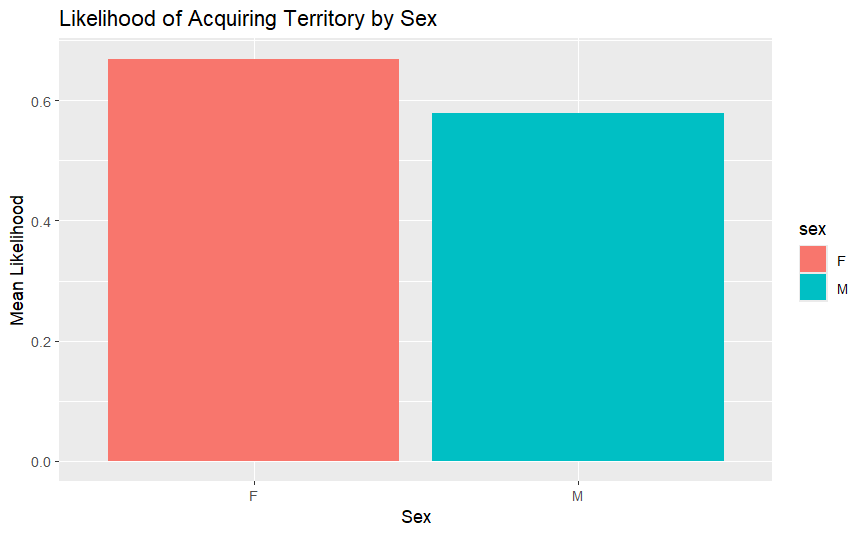 Likelihood of Acquiring Territory by Sex
Mean Likelihood
0.6
0.4
0.2
0.0
F
M
Sex
sex
F
M